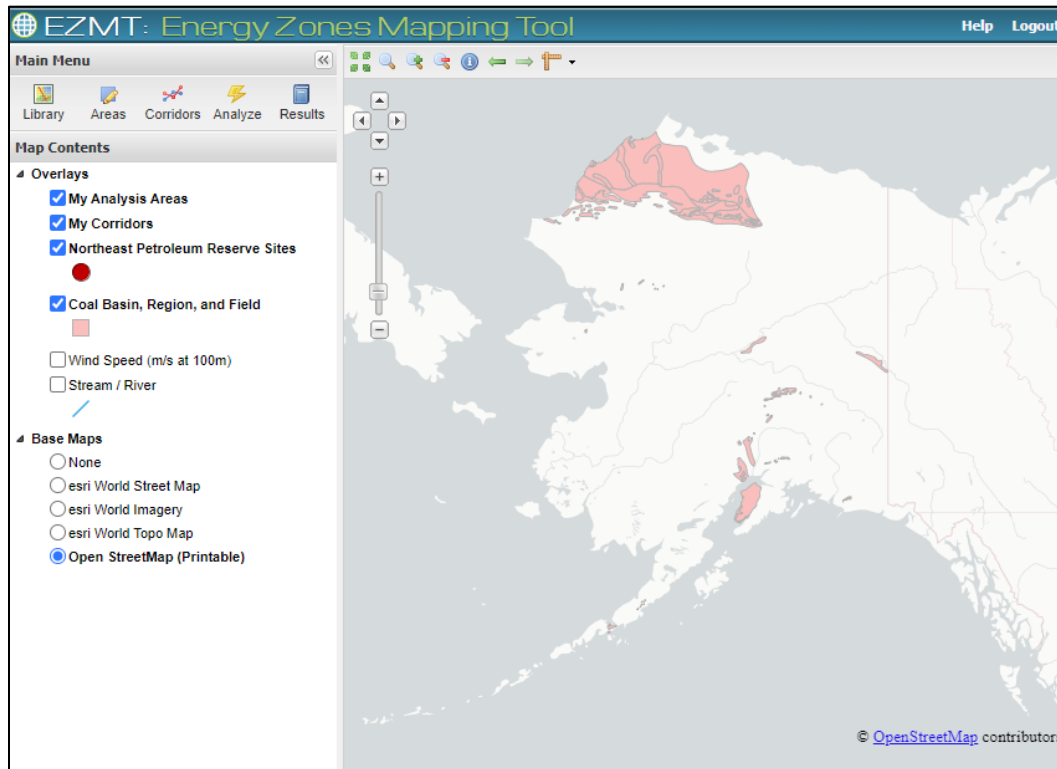 EZMT: Energy Zones Mapping Tool
Help Logout
Main Menu
Library Areas Corridors Analyze Results
Map Contents
Overlays
My Analysis Areas
My Corridors
Northeast Petroleum Reserve Sites
Coal Basin, Region, and Field
Wind Speed (m/s at 100m)
Stream / River
Base Maps
None
esri World Street Map
esri World Imagery
esri World Topo Map
Open StreetMap (Printable)
© OpenStreetMap contributors